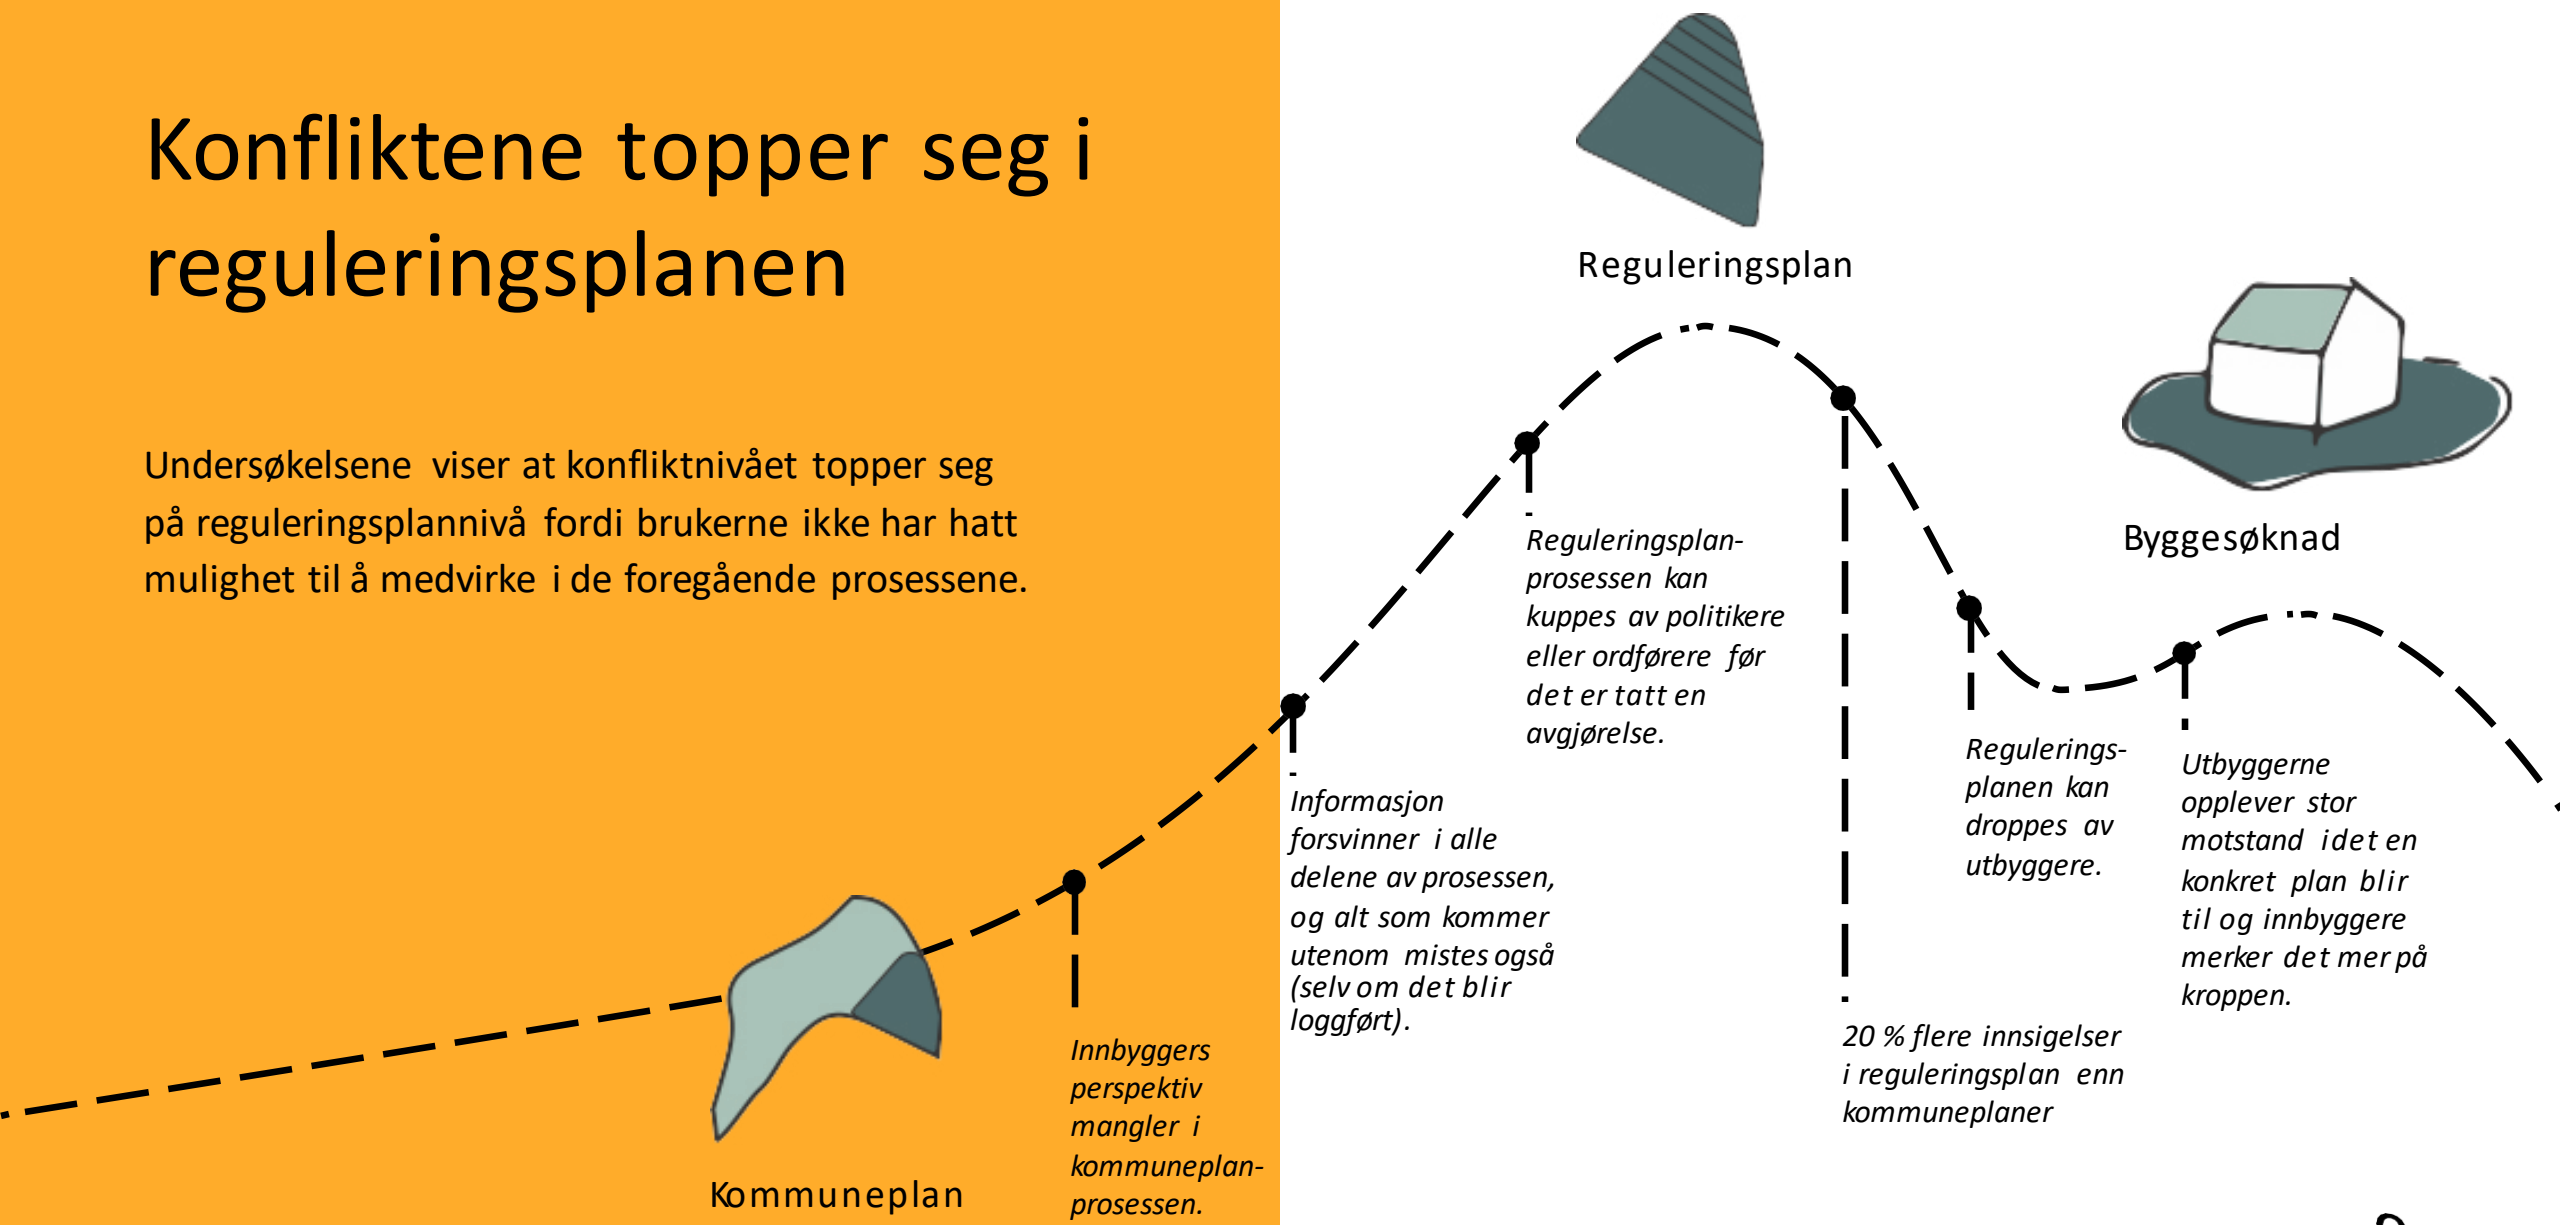 Konfliktene topper seg i
reguleringsplanen
Undersøkelsene viser at konfliktnivået topper seg
på reguleringsplannivå fordi brukerne ikke har hatt
mulighet til å medvirke i de foregående prosessene.
Kommuneplan
Innbyggers
perspektiv
mangler i
kommuneplan-
prosessen.
Informasjon
forsvinner i alle
delene av prosessen,
og alt som kommer
utenom mistes også
(selv om det blir
loggført).
Reguleringsplan
Reguleringsplan-
prosessen kan
kuppes av politikere
eller ordførere før
det er tatt en
avgjørelse.
20 % flere innsigelser
i reguleringsplan enn
kommuneplaner
Regulerings-
planen kan
droppes av
utbyggere.
Byggesøknad
Utbyggerne
opplever stor
motstand idet en
konkret plan blir
til og innbyggere
merker det mer på
kroppen.